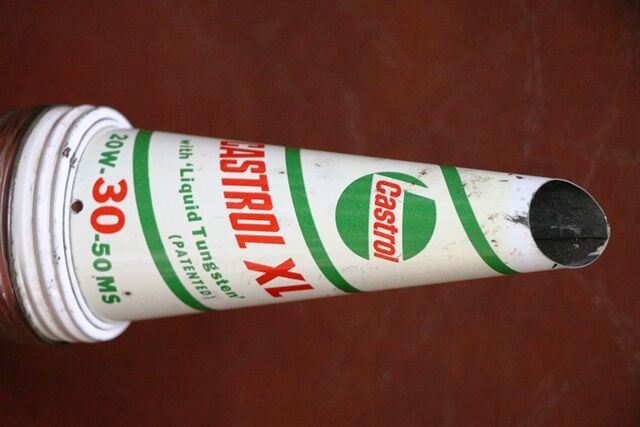 Castrol
CASTROL XL
with 'Liquid Tungsten'
(PATENTED)
20W-30-50MS